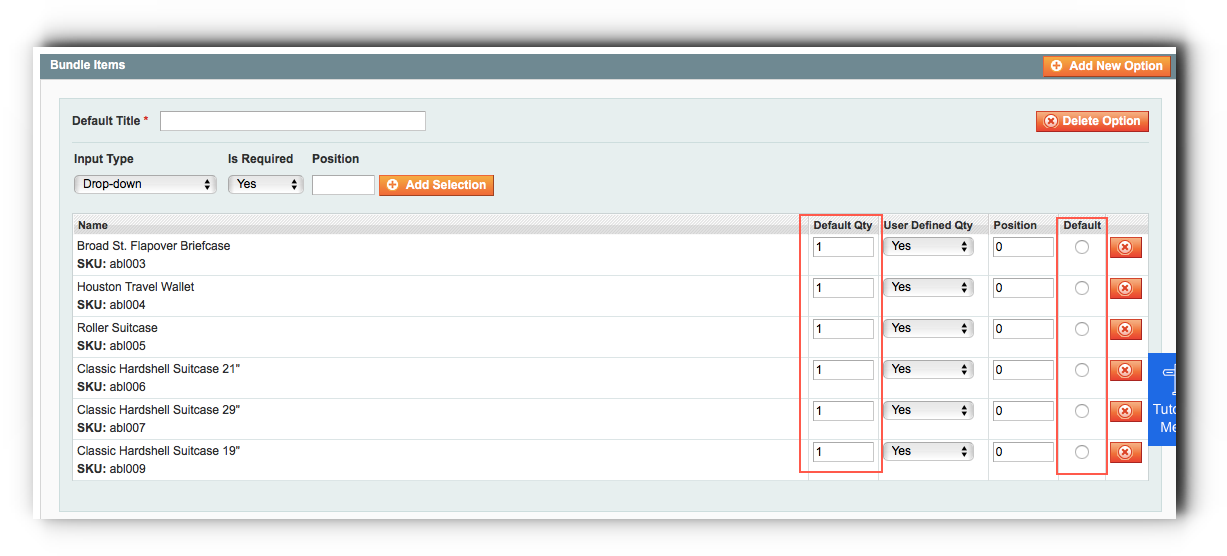 Bundle Items
Add New Option
Default Title *
Delete Option
Input Type Is Required Position
Drop-down Yes Add Selection
Name Default Qty User Defined Qty Position Default
Broad St. Flapover Briefcase 1 Yes 0
SKU: abl003
Houston Travel Wallet 1 Yes 0
SKU: abl004
Roller Suitcase 1 Yes 0
SKU: abl005
Classic Hardshell Suitcase 21" 1 Yes 0
SKU: abl006
Classic Hardshell Suitcase 29" 1 Yes 0
SKU: abl007
Classic Hardshell Suitcase 19" 1 Yes 0
SKU: abl009